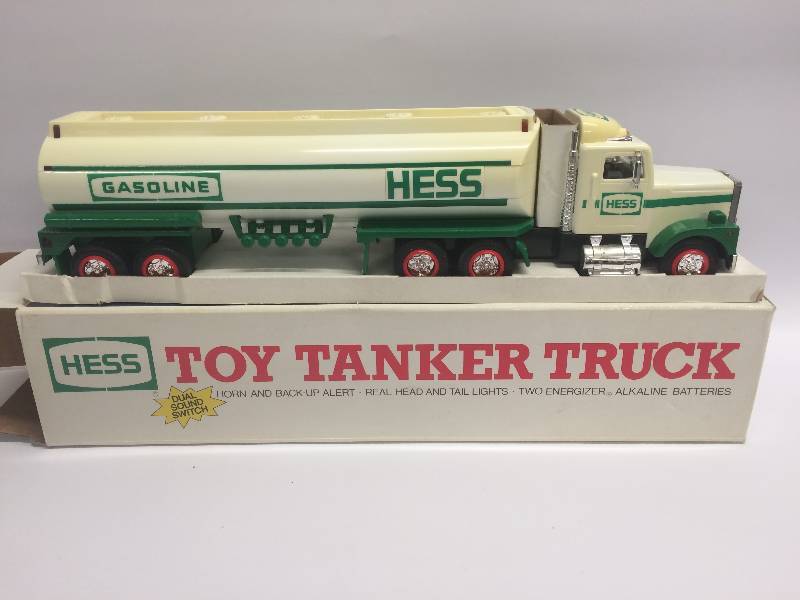 GASOLINE
HESS
HESS
HESS
TOY TANKER TRUCK
DUAL
SOUND
SWITCH
HORN AND BACK-UP ALERT · REAL HEAD AND TAIL LIGHTS · TWO ENERGIZER® ALKALINE BATTERIES